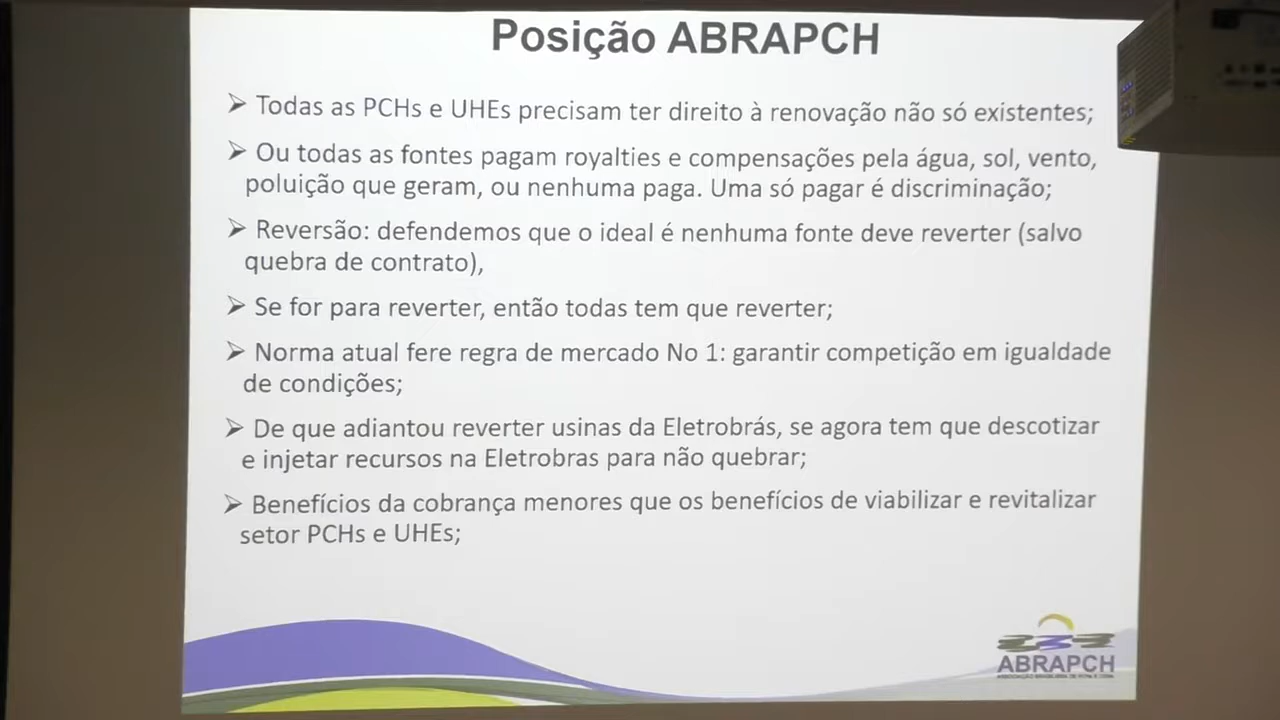 Posição ABRAPCH
➢ Todas as PCHs e UHEs precisam ter direito à renovação não só existentes;
➢ Ou todas as fontes pagam royalties e compensações pela água, sol, vento,
poluição que geram, ou nenhuma paga. Uma só pagar é discriminação;
➢ Reversão: defendemos que o ideal é nenhuma fonte deve reverter (salvo
quebra de contrato),
➢ Se for para reverter, então todas tem que reverter;
➢ Norma atual fere regra de mercado No 1: garantir competição em igualdade
de condições;
➢ De que adiantou reverter usinas da Eletrobrás, se agora tem que descotizar
e injetar recursos na Eletrobras para não quebrar;
➢ Benefícios da cobrança menores que os benefícios de viabilizar e revitalizar
setor PCHs e UHEs;
ABRAPCH
ASSOCIAÇÃO BRASILEIRA DE PCHs E CGHs